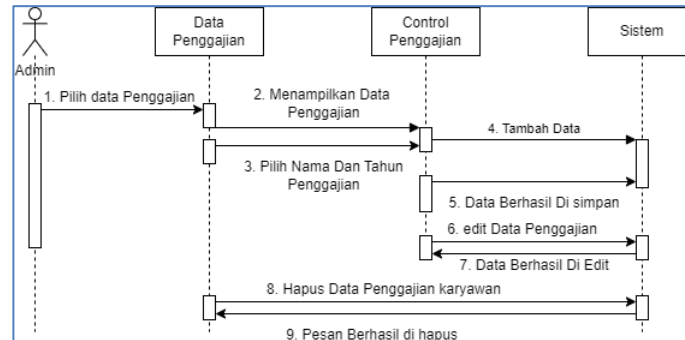 Data
Penggajian
Control
Penggajian
Sistem
Admin
1. Pilih data Penggajian
2. Menampilkan Data
Penggajian
4. Tambah Data
3. Pilih Nama Dan Tahun
Penggajian
5. Data Berhasil Di simpan
6. edit Data Penggajian
7. Data Berhasil Di Edit
8. Hapus Data Penggajian karyawan
9. Pesan Berhasil di hapus